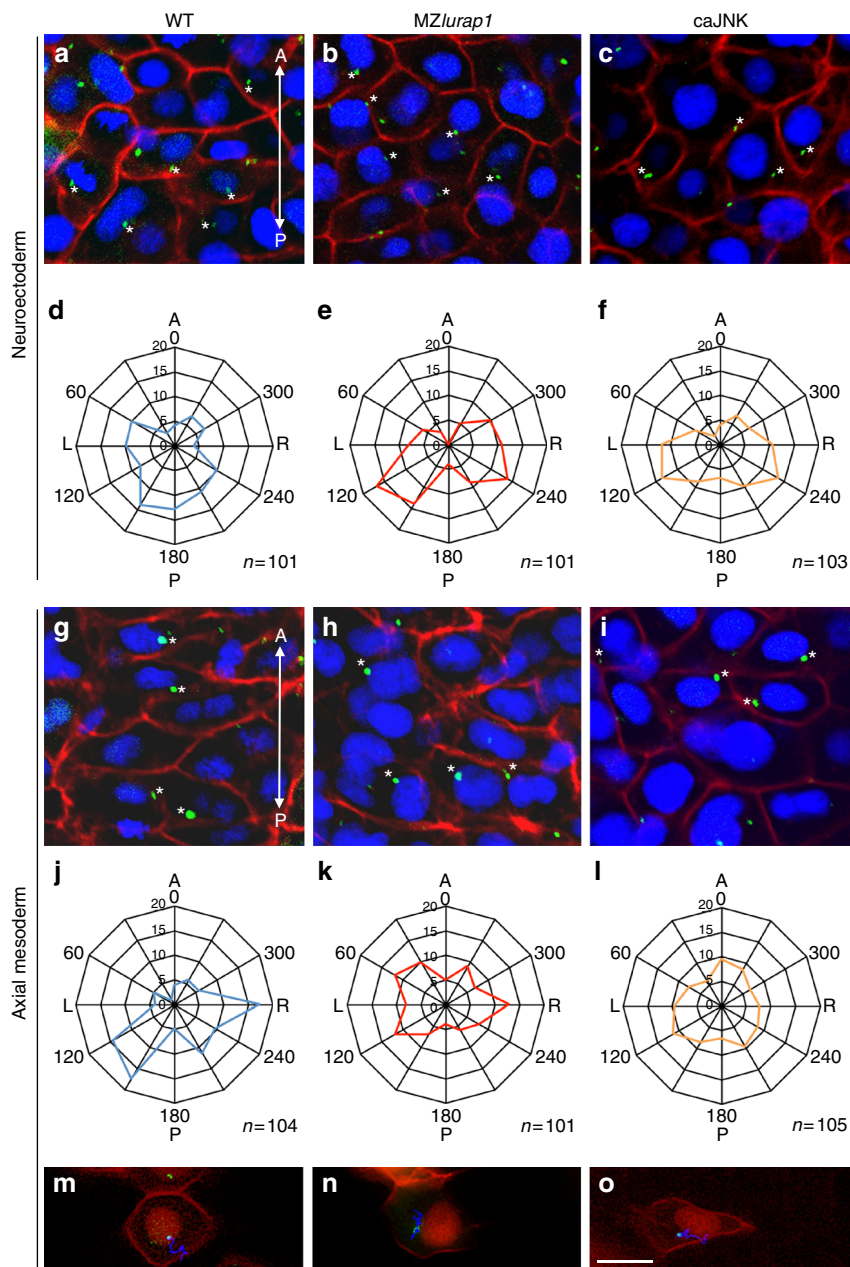 WT MZlurap1 caJNK
Neuroectoderm
a * * * * * * A P
b * * * * * *
c * * * *
d e f
A A A
0 0 0
20 15 10 5 0 60 300 L R 120 240 180 P n=101
20 15 10 5 0 60 300 L R 120 240 180 P n=101
20 15 10 5 0 60 300 L R 120 240 180 P n=103
Axial mesoderm
g * * * * A P
h * * * *
i * * * *
j k l
A A A
0 0 0
20 15 10 5 0 60 300 L R 120 240 180 P n=104
20 15 10 5 0 60 300 L R 120 240 180 P n=101
20 15 10 5 0 60 300 L R 120 240 180 P n=105
m n o